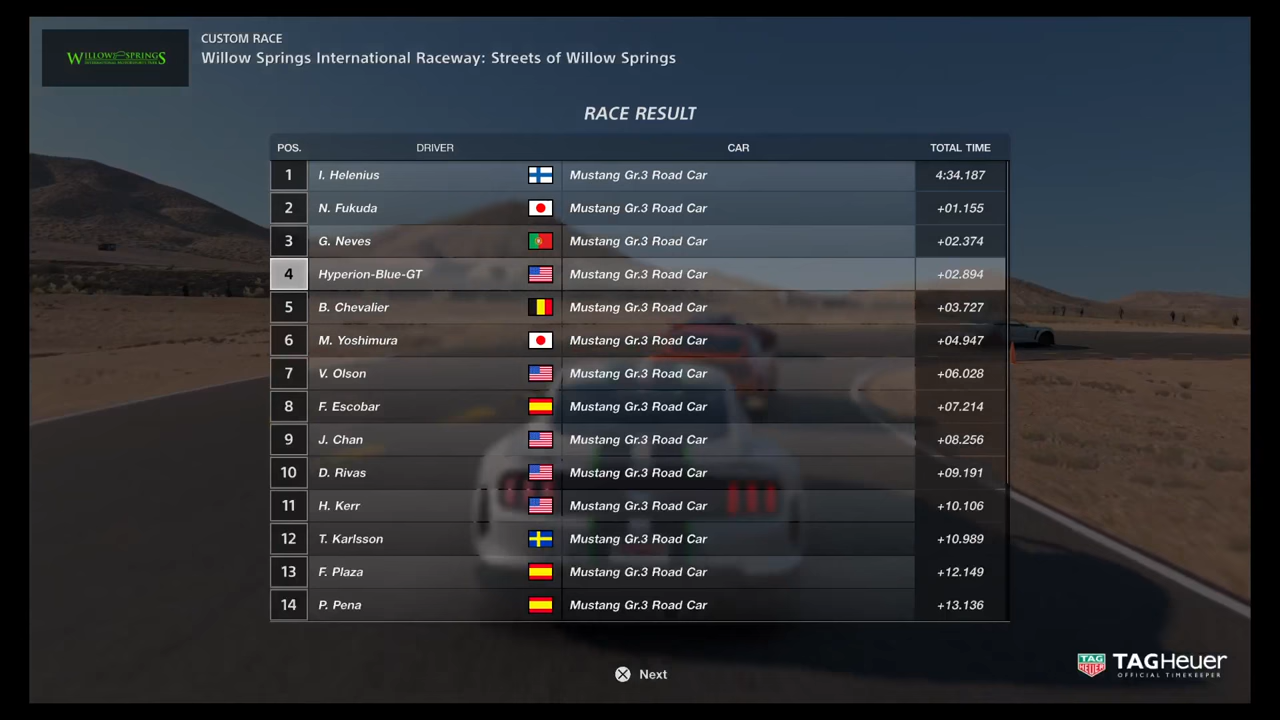 WILLOW SPRINGS
CUSTOM RACE
Willow Springs International Raceway: Streets of Willow Springs
RACE RESULT
POS. DRIVER CAR TOTAL TIME
1 I. Helenius Mustang Gr.3 Road Car 4:34.187
2 N. Fukuda Mustang Gr.3 Road Car +01.155
3 G. Neves Mustang Gr.3 Road Car +02.374
4 Hyperion-Blue-GT Mustang Gr.3 Road Car +02.894
5 B. Chevalier Mustang Gr.3 Road Car +03.727
6 M. Yoshimura Mustang Gr.3 Road Car +04.947
7 V. Olson Mustang Gr.3 Road Car +06.028
8 F. Escobar Mustang Gr.3 Road Car +07.214
9 J. Chan Mustang Gr.3 Road Car +08.256
10 D. Rivas Mustang Gr.3 Road Car +09.191
11 H. Kerr Mustang Gr.3 Road Car +10.106
12 T. Karlsson Mustang Gr.3 Road Car +10.989
13 F. Plaza Mustang Gr.3 Road Car +12.149
14 P. Pena Mustang Gr.3 Road Car +13.136
Next
TAG HEUER TAGHeuer
OFFICIAL TIMEKEEPER